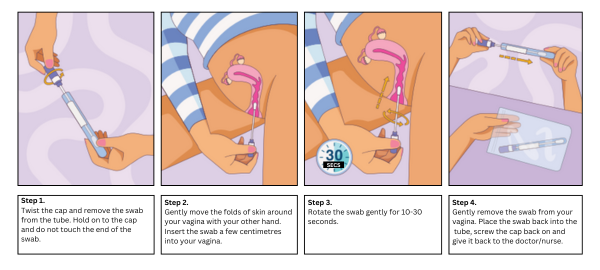 30
SECS
Step 1.
Twist the cap and remove the swab
from the tube. Hold on to the cap
and do not touch the end of the
swab.
Step 2.
Gently move the folds of skin around
your vagina with your other hand.
Insert the swab a few centimetres
into your vagina.
Step 3.
Rotate the swab gently for 10-30
seconds.
Step 4.
Gently remove the swab from your
vagina. Place the swab back into the
tube, screw the cap back on and
give it back to the doctor/nurse.